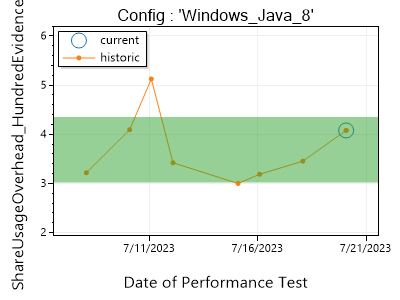 Config : 'Windows_Java_8'
ShareUsageOverhead_HundredEvidence
6
5
4
3
2
current
historic
7/11/2023
7/16/2023
7/21/2023
Date of Performance Test